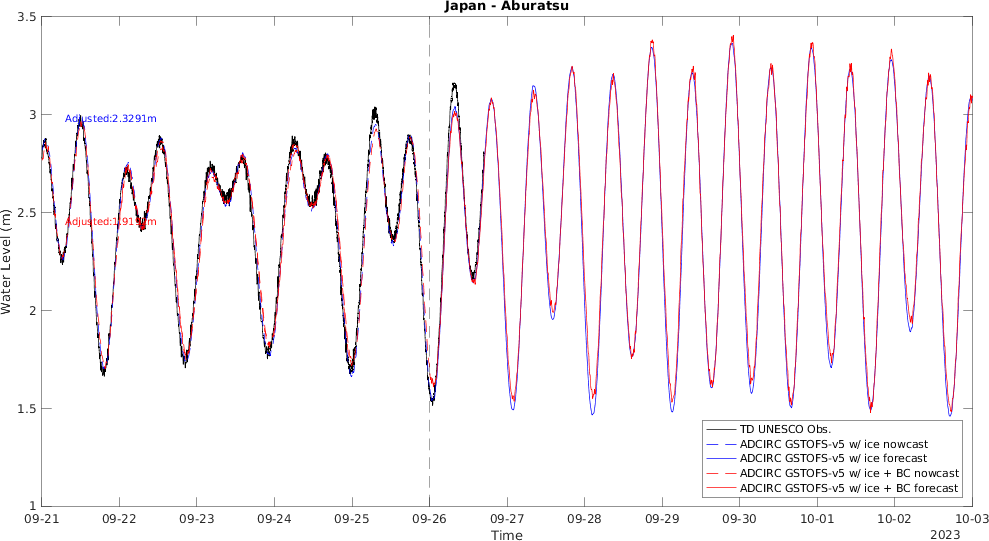 Japan - Aburatsu
3.5
3
2.5
2
1.5
1
Water Level (m)
Adjusted:2.3291m
TD UNESCO Obs.
ADCIRC GSTOFS-v5 w/ ice nowcast
ADCIRC GSTOFS-v5 w/ ice forecast
ADCIRC GSTOFS-v5 w/ ice + BC nowcast
ADCIRC GSTOFS-v5 w/ ice + BC forecast
09-21 09-22 09-23 09-24 09-25 09-26 09-27 09-28 09-29 09-30 10-01 10-02 10-03
Time
2023